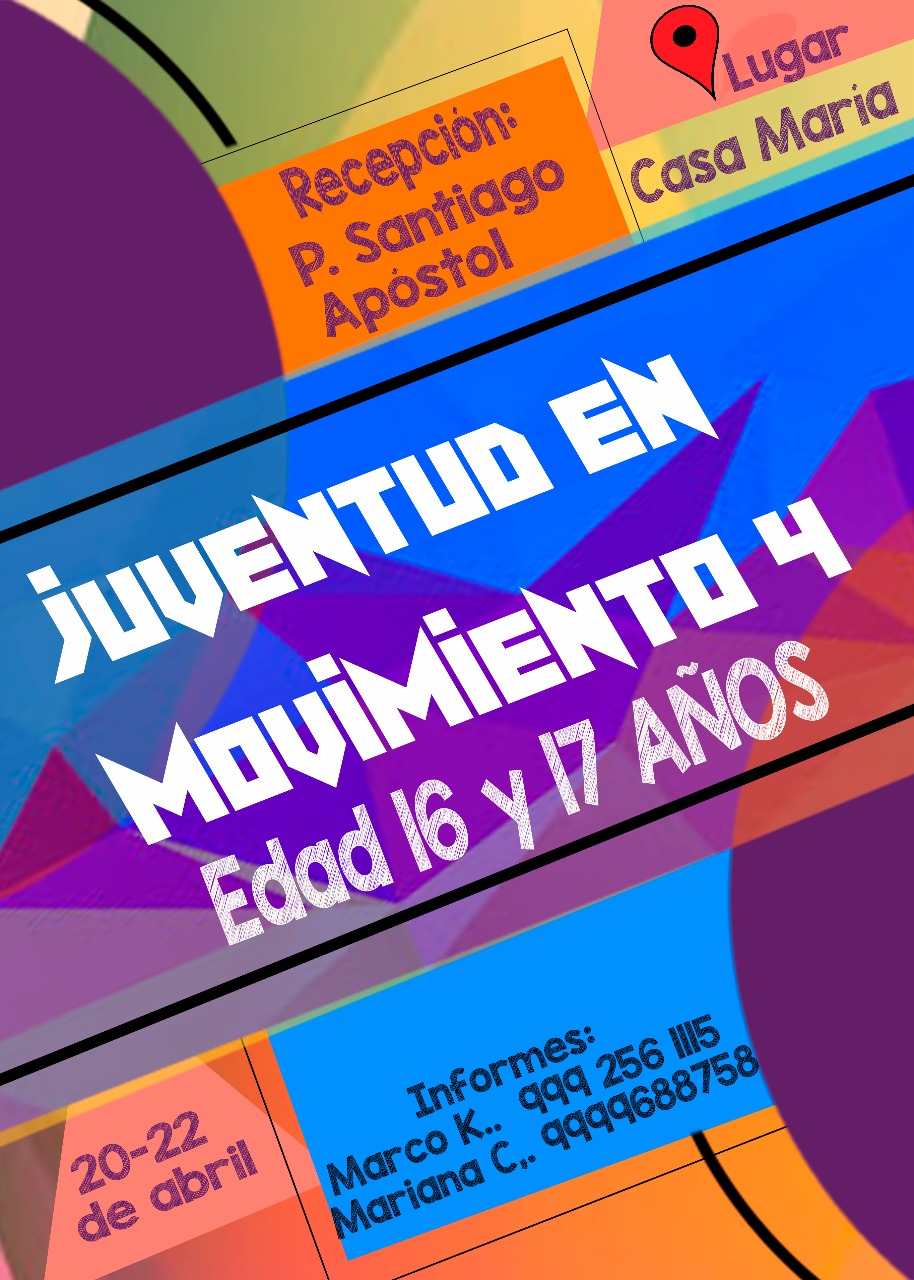 Lugar
Casa María
Recepción:
P. Santiago
Apóstol
JUVENTUD EN
MOVIMIENTO 4
Edad 16 y 17 AÑOS
Informes:
Marco K.. 999 256 1115
Mariana C,. 9999688758
20-22
de abril